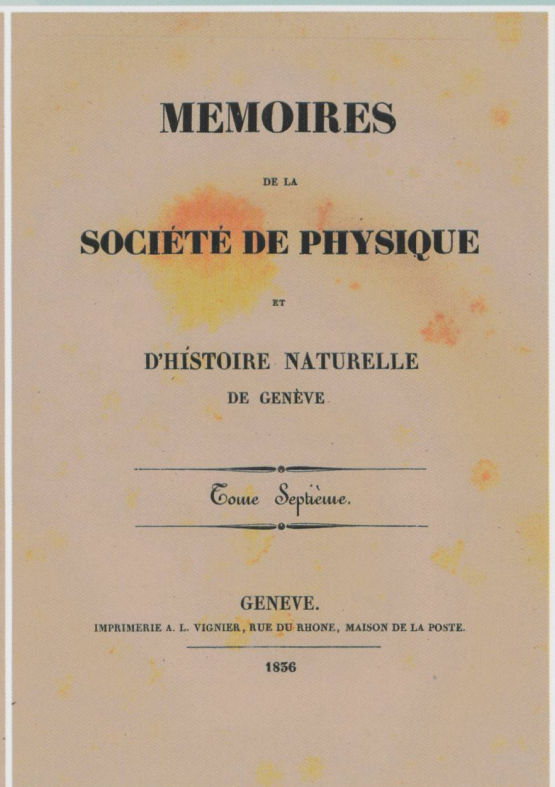 MEMOIRES
DE LA
SOCIÉTÉ DE PHYSIQUE
ET
D'HÍSTOIRE NATURELLE
DE GENÈVE
Tome Septième.
GENEVE.
IMPRIMERIE A. L. VIGNIER, RUE DU RHONE, MAISON DE LA POSTE.
1836